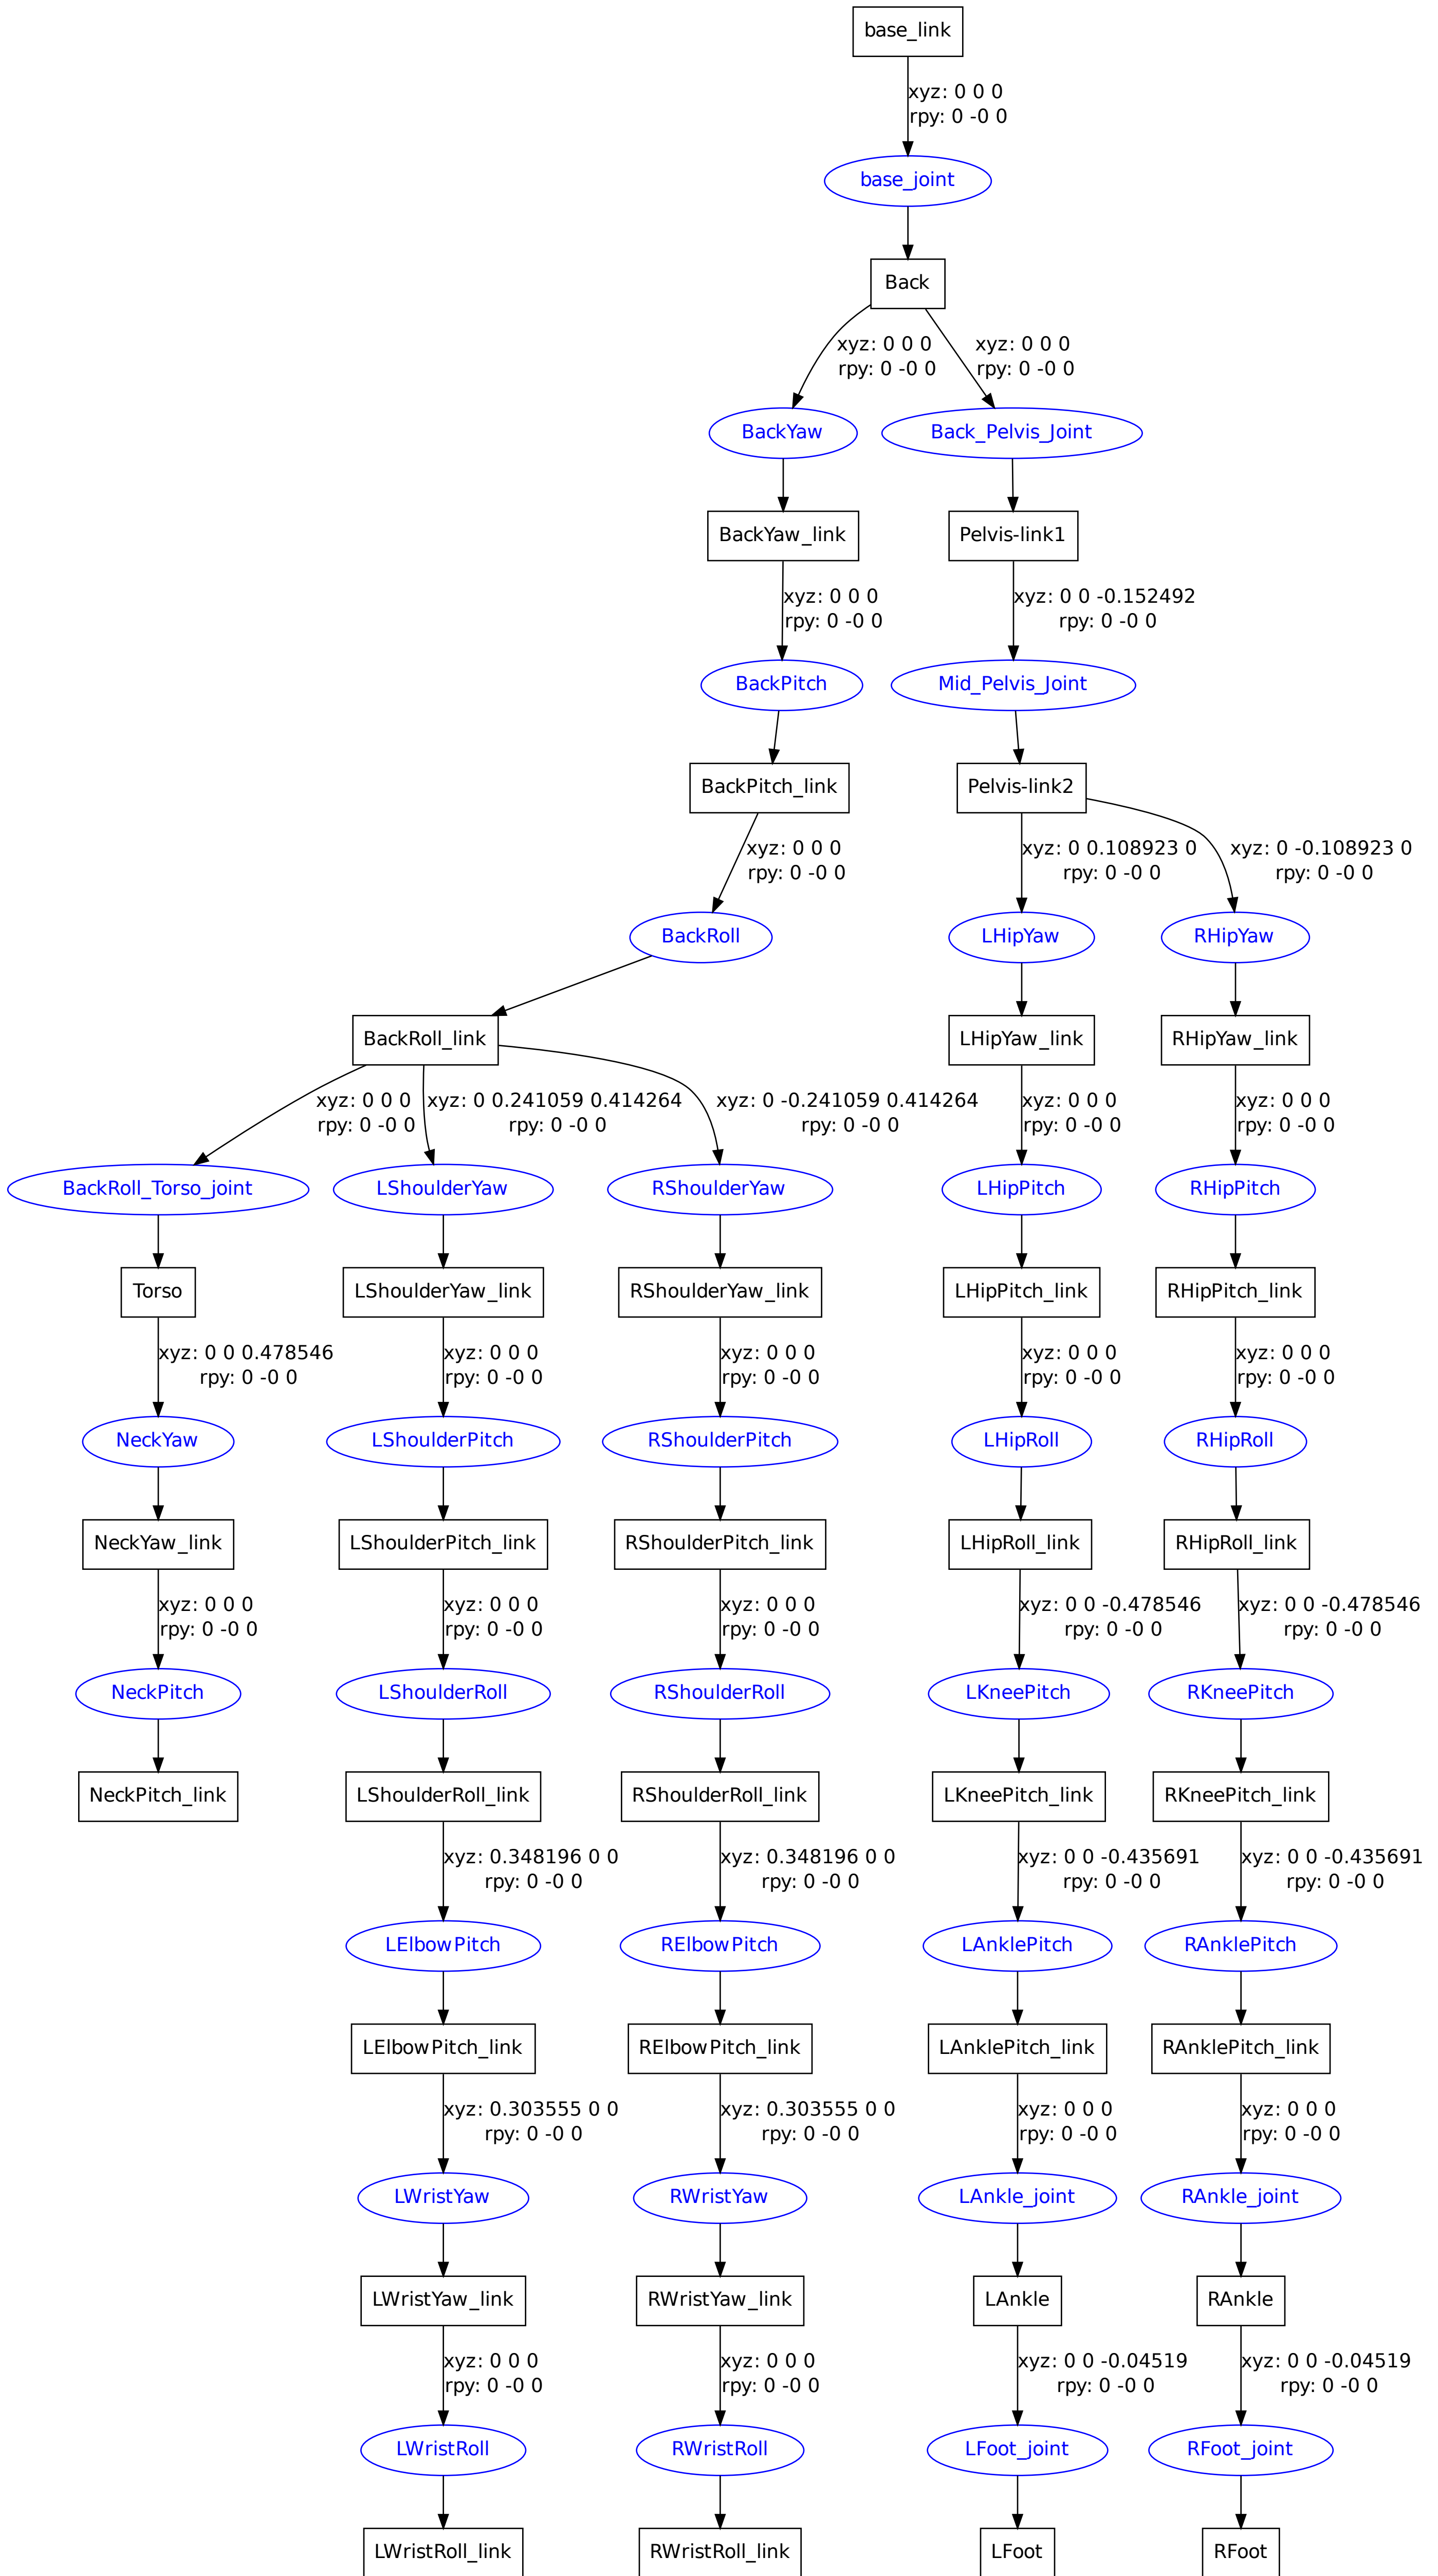 base_link
xyz: 0 0 0
rpy: 0 -0 0
base_joint
Back
xyz: 0 0 0
rpy: 0 -0 0
xyz: 0 0 0
rpy: 0 -0 0
BackYaw
Back_Pelvis_Joint
BackYaw_link
Pelvis-link1
xyz: 0 0 0
rpy: 0 -0 0
xyz: 0 0 -0.152492
rpy: 0 -0 0
BackPitch
Mid_Pelvis_Joint
BackPitch_link
Pelvis-link2
xyz: 0 0 0
rpy: 0 -0 0
xyz: 0 0.108923 0
rpy: 0 -0 0
xyz: 0 -0.108923 0
rpy: 0 -0 0
BackRoll
LHipYaw
RHipYaw
BackRoll_link
LHipYaw_link
RHipYaw_link
xyz: 0 0 0
rpy: 0 -0 0
xyz: 0 0.241059 0.414264
rpy: 0 -0 0
xyz: 0 -0.241059 0.414264
rpy: 0 -0 0
xyz: 0 0 0
rpy: 0 -0 0
xyz: 0 0 0
rpy: 0 -0 0
BackRoll_Torso_joint
LShoulderYaw
RShoulderYaw
LHipPitch
RHipPitch
Torso
LShoulderYaw_link
RShoulderYaw_link
LHipPitch_link
RHipPitch_link
xyz: 0 0 0.478546
rpy: 0 -0 0
xyz: 0 0 0
rpy: 0 -0 0
xyz: 0 0 0
rpy: 0 -0 0
xyz: 0 0 0
rpy: 0 -0 0
xyz: 0 0 0
rpy: 0 -0 0
NeckYaw
LShoulderPitch
RShoulderPitch
LHipRoll
RHipRoll
NeckYaw_link
LShoulderPitch_link
RShoulderPitch_link
LHipRoll_link
RHipRoll_link
xyz: 0 0 0
rpy: 0 -0 0
xyz: 0 0 0
rpy: 0 -0 0
xyz: 0 0 0
rpy: 0 -0 0
xyz: 0 0 -0.478546
rpy: 0 -0 0
xyz: 0 0 -0.478546
rpy: 0 -0 0
NeckPitch
LShoulderRoll
RShoulderRoll
LKneePitch
RKneePitch
NeckPitch_link
LShoulderRoll_link
RShoulderRoll_link
LKneePitch_link
RKneePitch_link
xyz: 0.348196 0 0
rpy: 0 -0 0
xyz: 0.348196 0 0
rpy: 0 -0 0
xyz: 0 0 -0.435691
rpy: 0 -0 0
xyz: 0 0 -0.435691
rpy: 0 -0 0
LElbowPitch
RElbowPitch
LAnklePitch
RAnklePitch
LElbowPitch_link
RElbowPitch_link
LAnklePitch_link
RAnklePitch_link
xyz: 0.303555 0 0
rpy: 0 -0 0
xyz: 0.303555 0 0
rpy: 0 -0 0
xyz: 0 0 0
rpy: 0 -0 0
xyz: 0 0 0
rpy: 0 -0 0
LWristYaw
RWristYaw
LAnkle_joint
RAnkle_joint
LWristYaw_link
RWristYaw_link
LAnkle
RAnkle
xyz: 0 0 0
rpy: 0 -0 0
xyz: 0 0 0
rpy: 0 -0 0
xyz: 0 0 -0.04519
rpy: 0 -0 0
xyz: 0 0 -0.04519
rpy: 0 -0 0
LWristRoll
RWristRoll
LFoot_joint
RFoot_joint
LWristRoll_link
RWristRoll_link
LFoot
RFoot